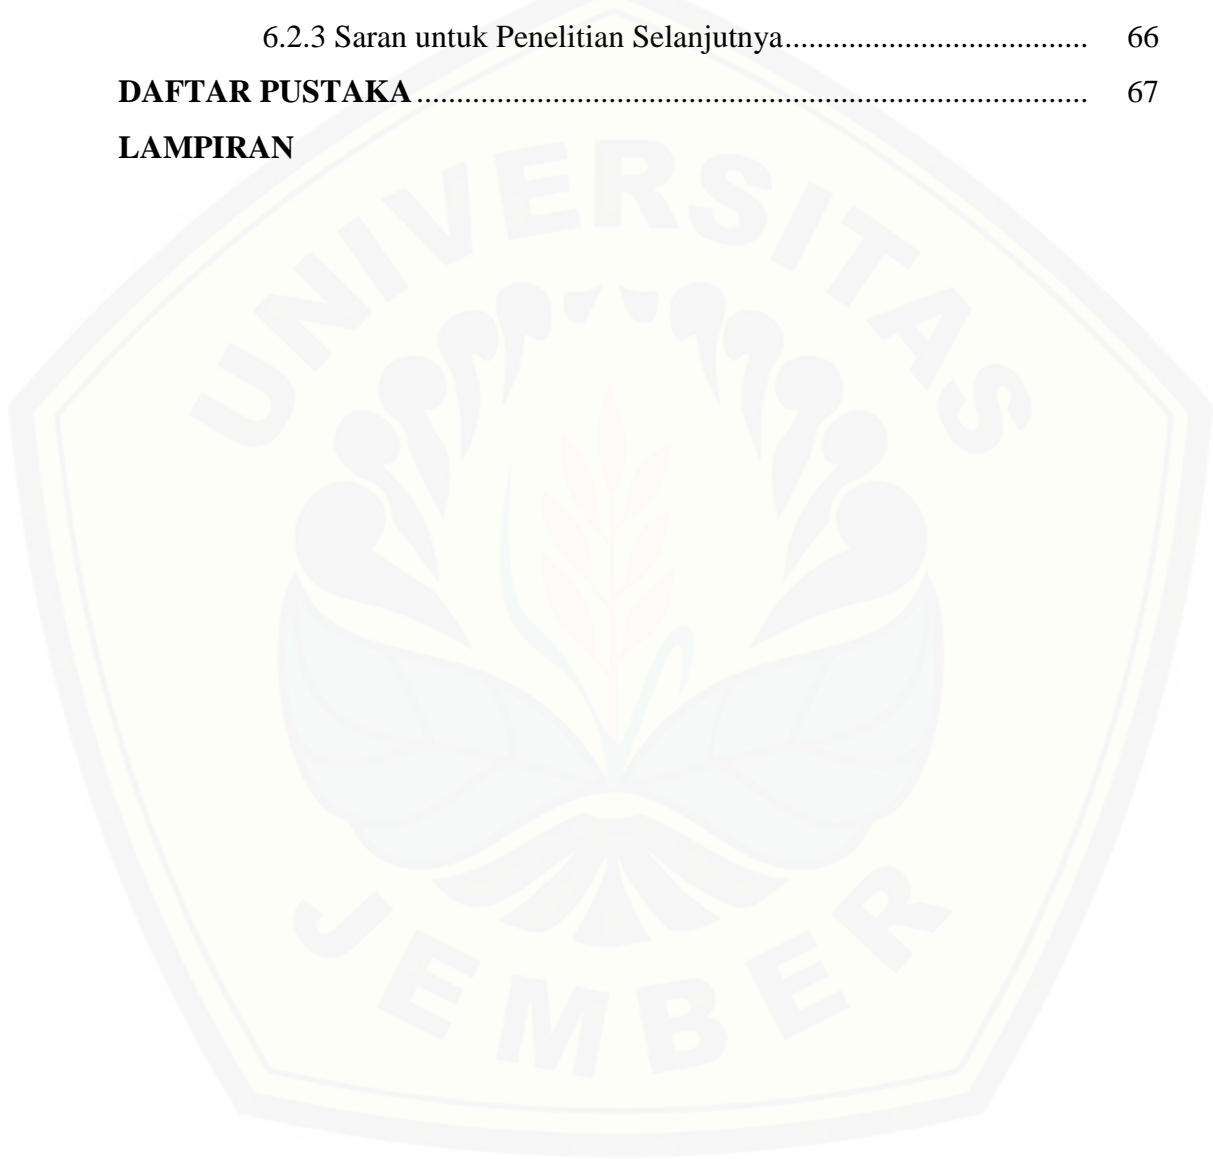 6.2.3 Saran untuk Penelitian Selanjutnya..................................... 66
DAFTAR PUSTAKA.................................................................................. 67
LAMPIRAN
UNIVERSITAS
JEMBER